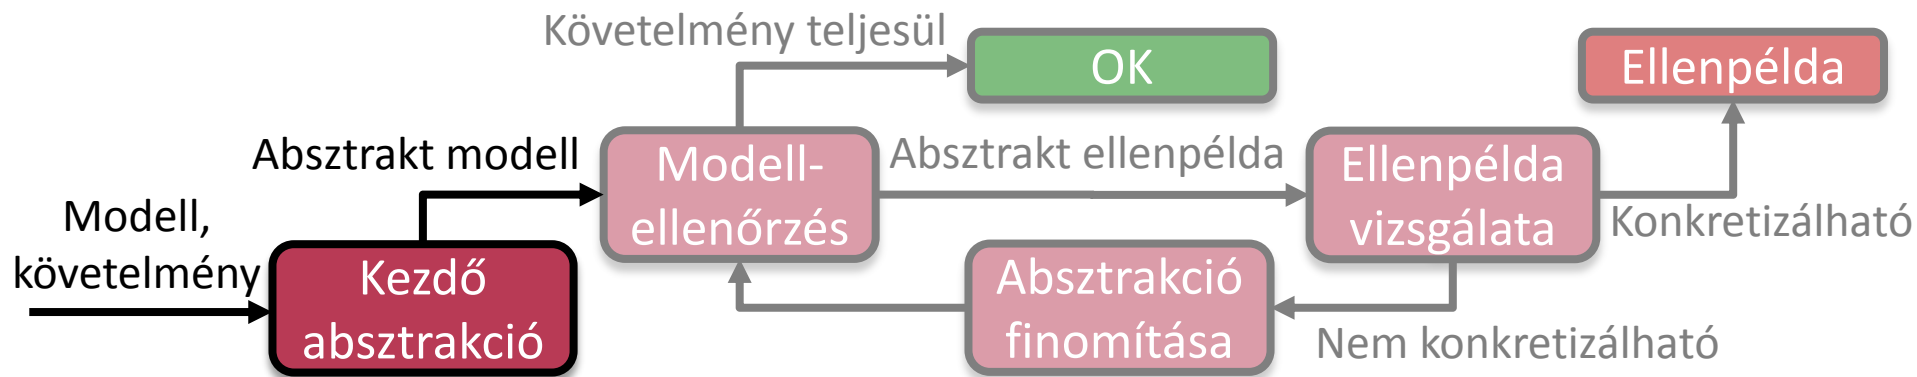 Követelmény teljesül
OK
Ellenpélda
Absztrakt modell
Modell-
ellenőrzés
Absztrakt ellenpélda
Ellenpélda
vizsgálata
Konkretizálható
Modell,
követelmény
Kezdő
absztrakció
Absztrakció
finomítása
Nem konkretizálható